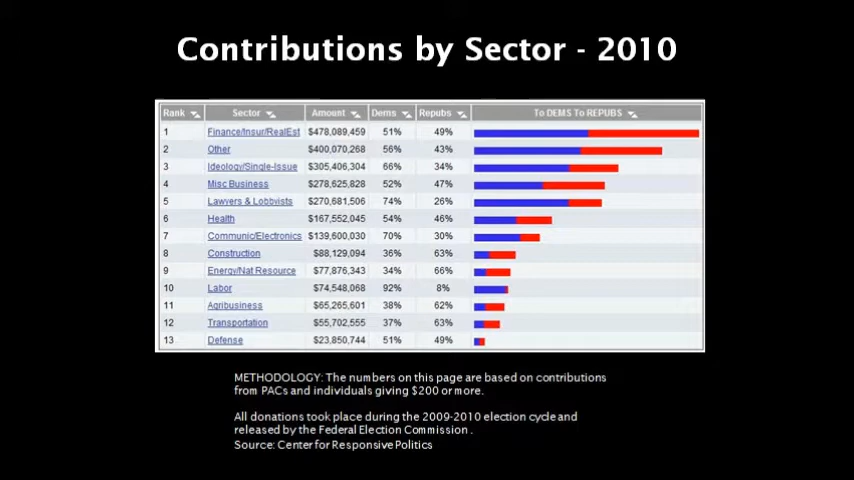 Contributions by Sector - 2010
Rank Sector Amount Dems Repubs To DEMS To REPUBS
1 Finance/Insur/RealEst $478,089,459 51% 49%
2 Other $400,070,268 56% 43%
3 Ideology/Single-Issue $305,406,304 66% 34%
4 Misc Business $278,625,828 52% 47%
5 Lawyers & Lobbyists $270,681,506 74% 26%
6 Health $167,552,045 54% 46%
7 Communic/Electronics $139,600,030 70% 30%
8 Construction $88,129,094 36% 63%
9 Energy/Nat Resource $77,876,343 34% 66%
10 Labor $74,548,068 92% 8%
11 Agribusiness $65,265,601 38% 62%
12 Transportation $55,702,555 37% 63%
13 Defense $23,850,744 51% 49%
METHODOLOGY: The numbers on this page are based on contributions
from PACs and individuals giving $200 or more.
All donations took place during the 2009-2010 election cycle and
released by the Federal Election Commission .
Source: Center for Responsive Politics